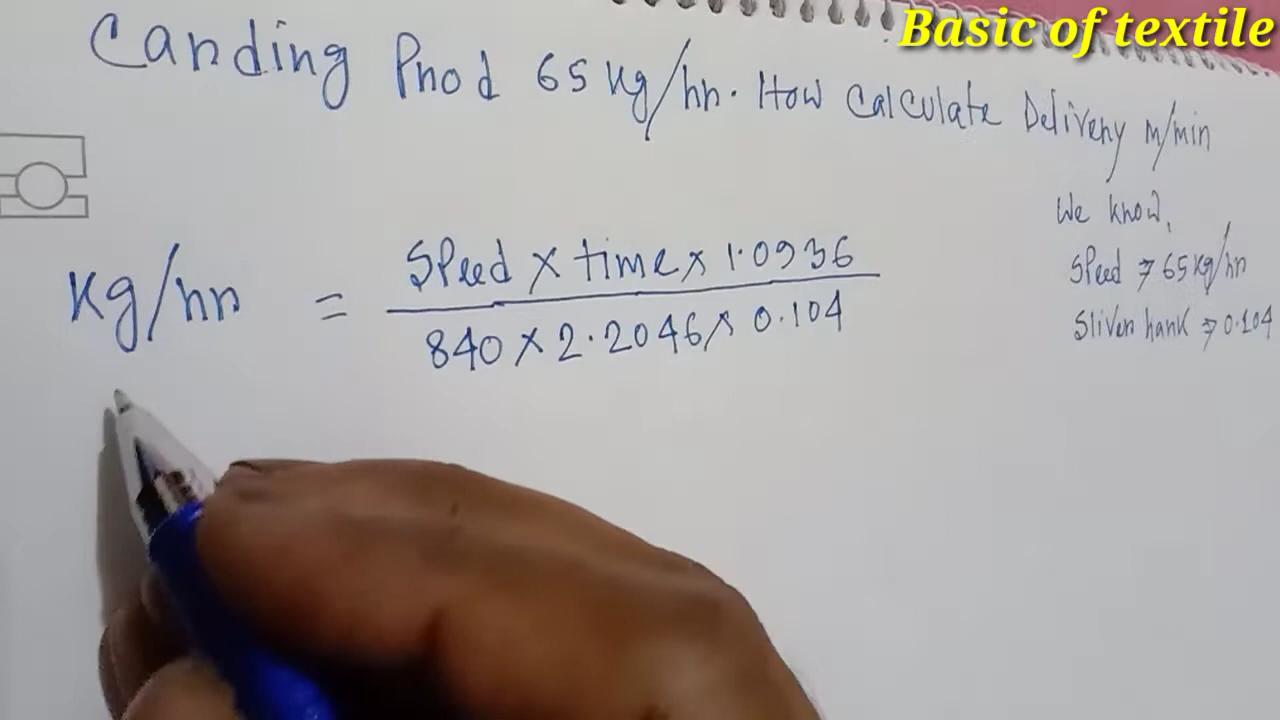 Basic of textile
Carding Prod 65 kg/hr. How Calculate Delivery m/min
We know,
Speed ⇒ 65 kg/hr
Sliver hank ⇒ 0.104
Kg/hr = Speed × time × 1.0936
840 × 2.2046 × 0.104